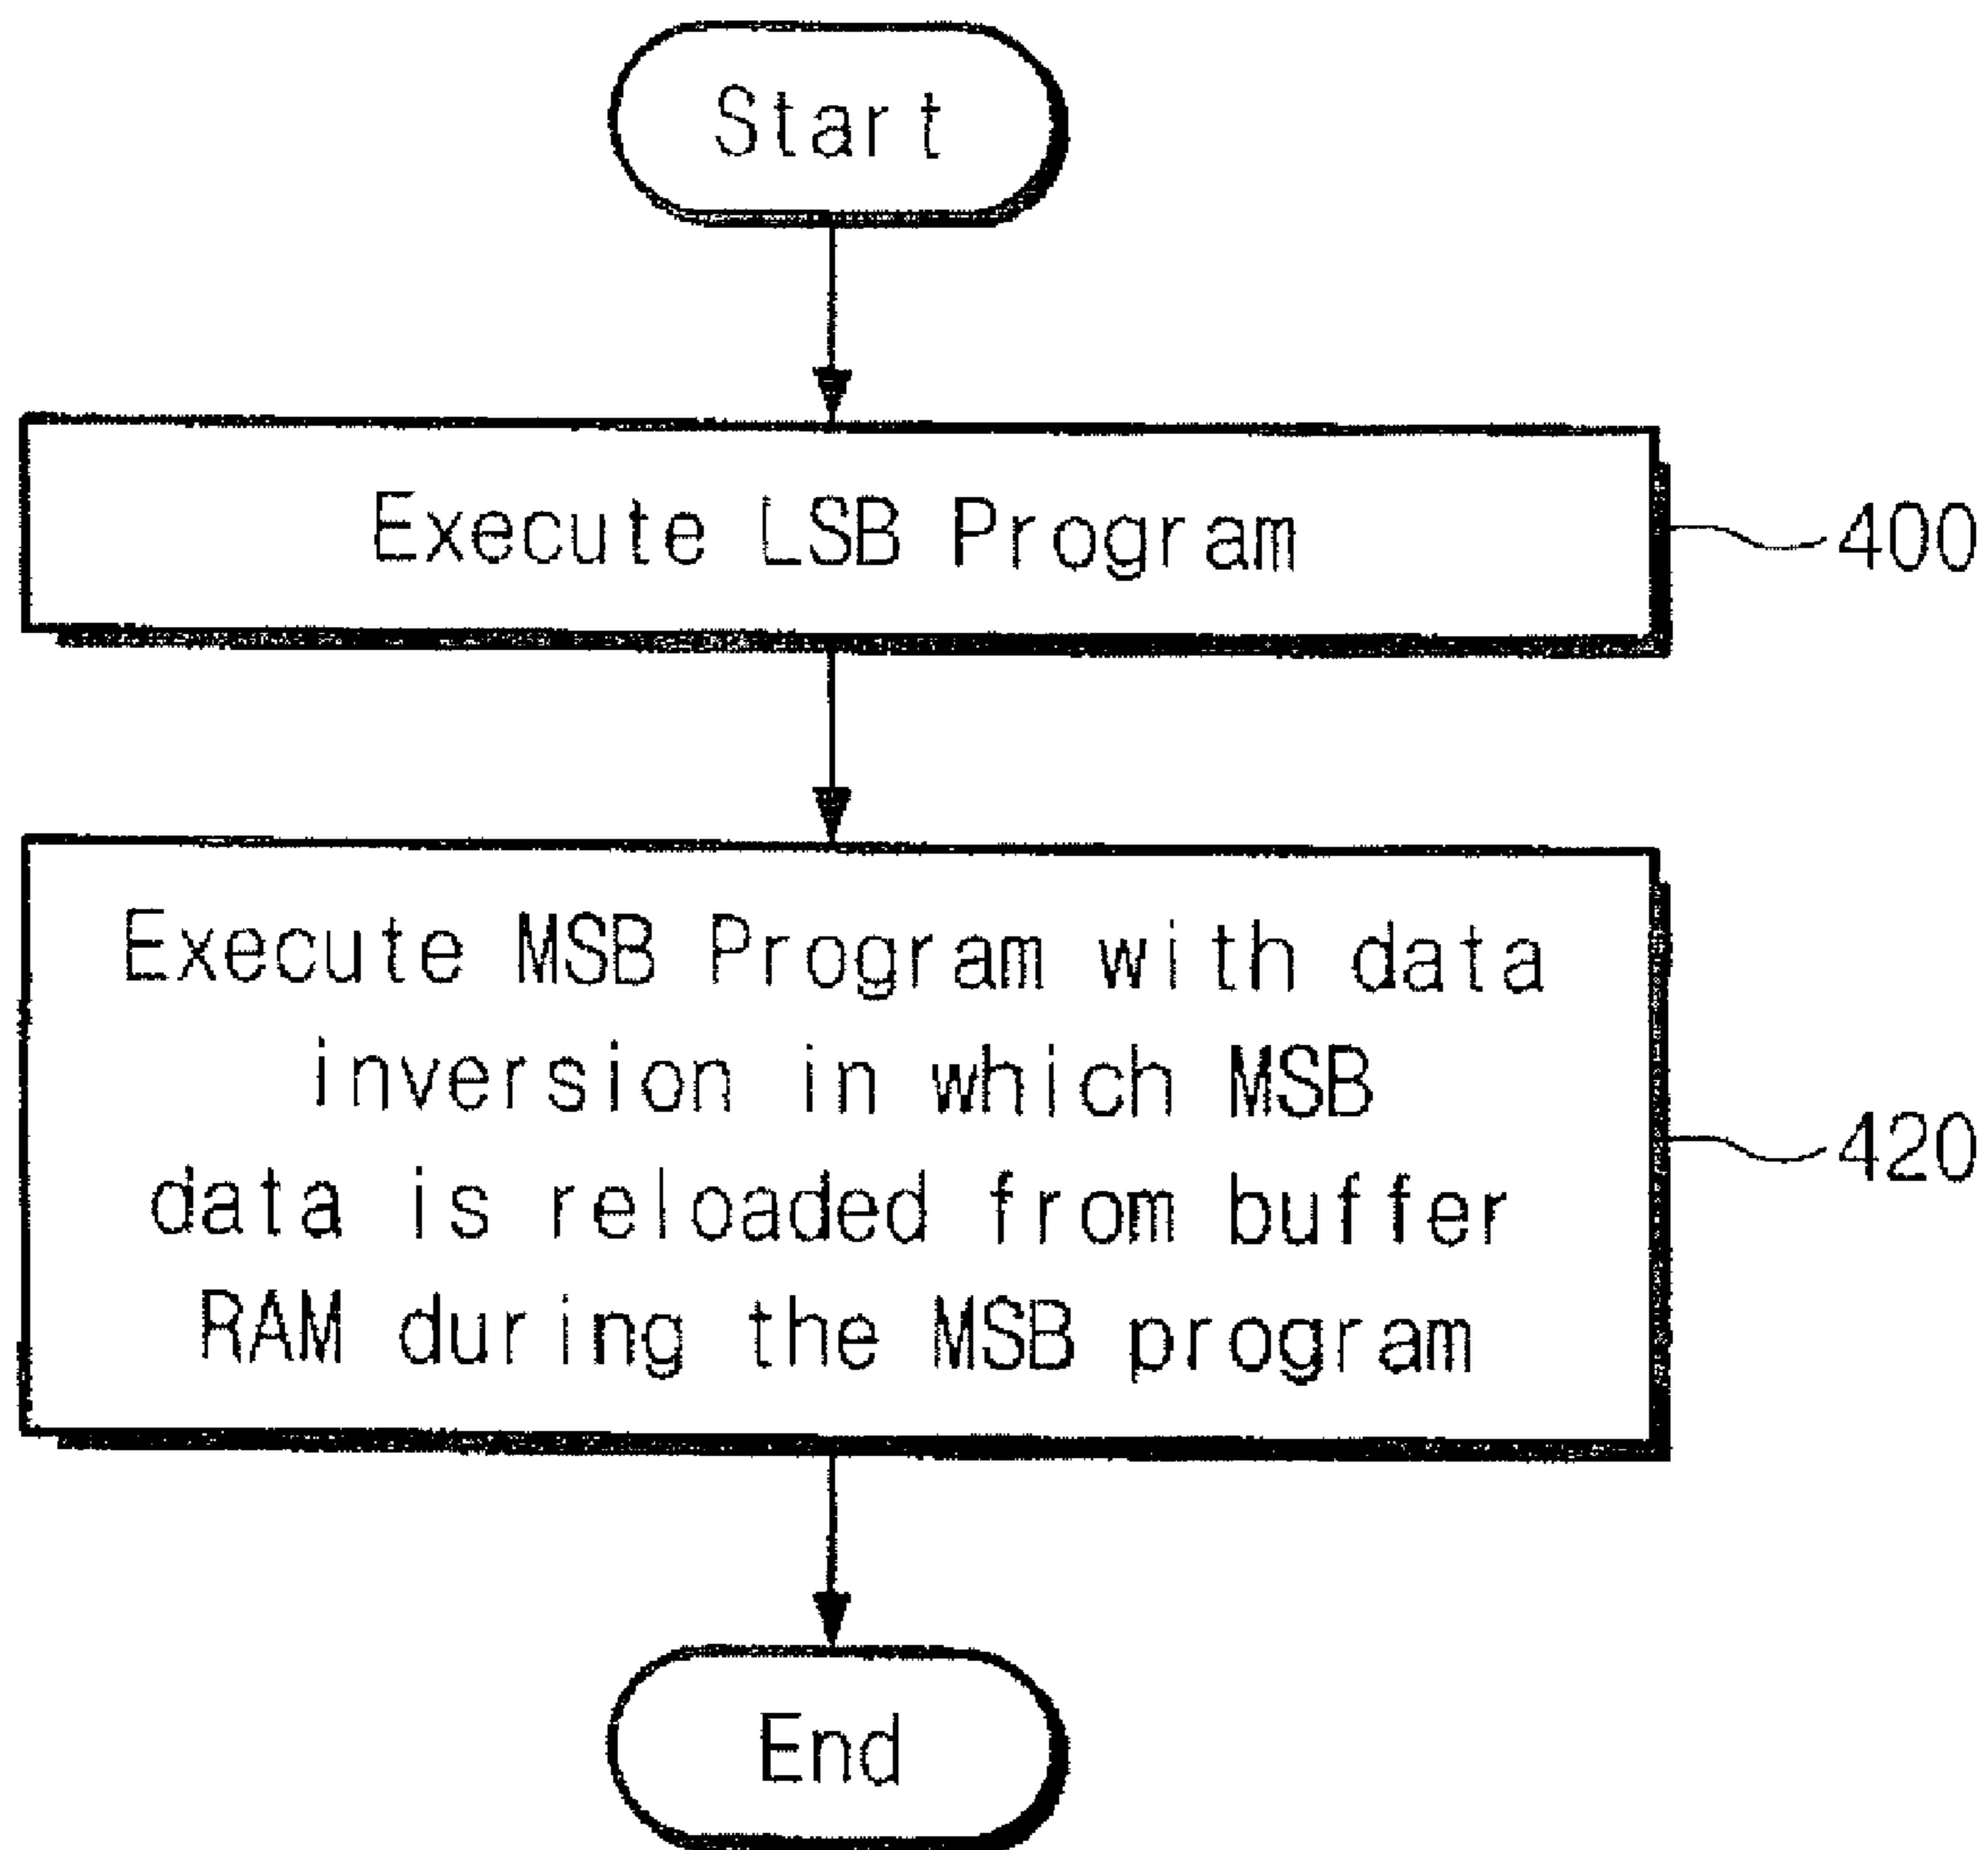 Start
Execute LSB Program
400
Execute MSB Program with data
inversion in which MSB
data is reloaded from buffer
RAM during the MSB program
420
End